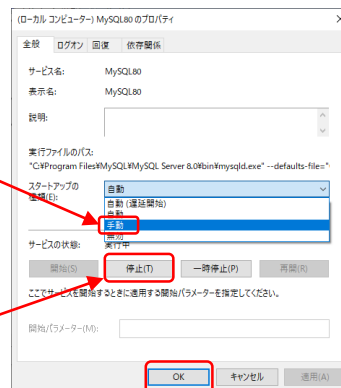 (ローカル コンピューター) MySQL80 のプロパティ
全般 ログオン 回復 依存関係
サービス名: MySQL80
表示名: MySQL80
説明:
実行ファイルのパス:
"C:¥Program Files¥MySQL¥MySQL Server 8.0¥bin¥mysqld.exe" --defaults-file="
スタートアップの
種類(E):
自動
自動 (遅延開始)
自動
手動
無効
サービスの状態: 実行中
開始(S) 停止(T) 一時停止(P) 再開(R)
ここでサービスを開始するときに適用する開始パラメーターを指定してください。
開始パラメーター(M):
OK キャンセル 適用(A)